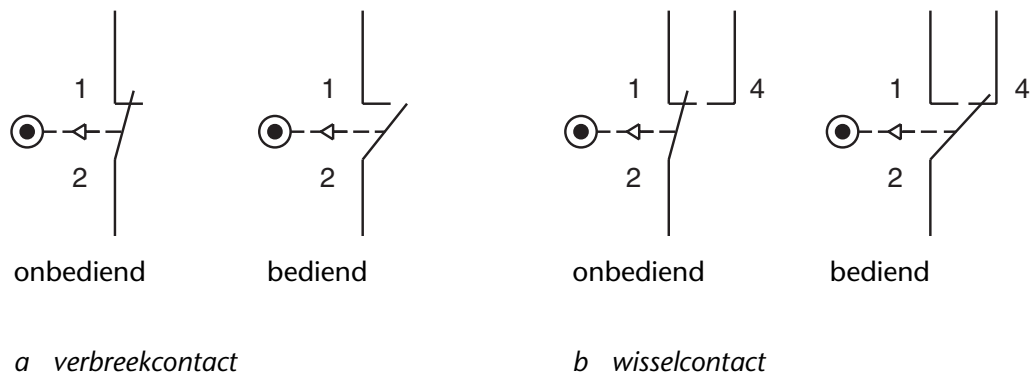 1 1 1 4 1 4
2 2 2 2
onbediend bediend onbediend bediend
a verbreekcontact b wisselcontact